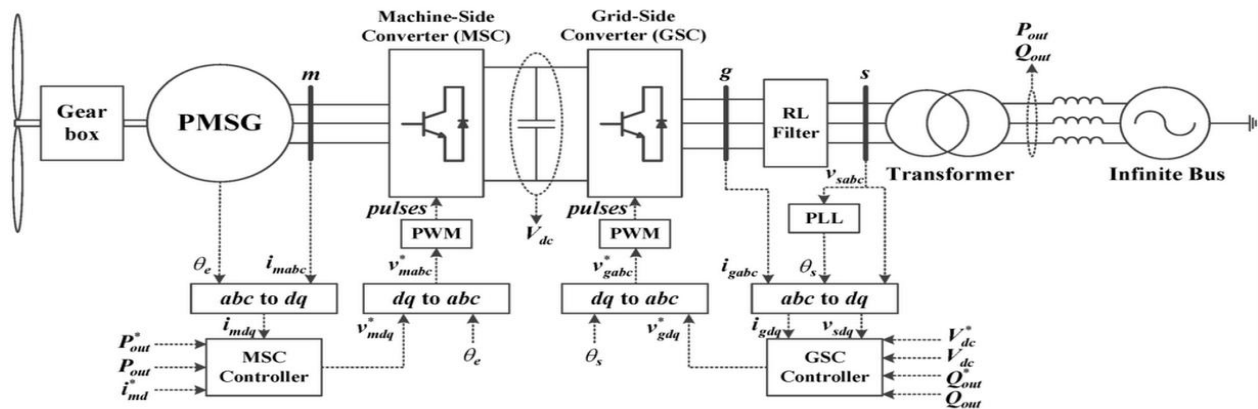 Machine-Side
Converter (MSC)
Grid-Side
Converter (GSC)
P_out
Q_out
Gear
box
PMSG
m
g
RL
Filter
s
v_sabc
Transformer
Infinite Bus
pulses
PWM
V_dc
pulses
PWM
PLL
θ_e
i_mabc
v*_mabc
v*_gabc
i_gabc
θ_s
abc to dq
dq to abc
dq to abc
abc to dq
i_mdq
v*_mdq
θ_e
θ_s
v*_gdq
i_gdq
v_sdq
P*_out
P_out
i*_md
MSC
Controller
GSC
Controller
V*_dc
V_dc
Q*_out
Q_out